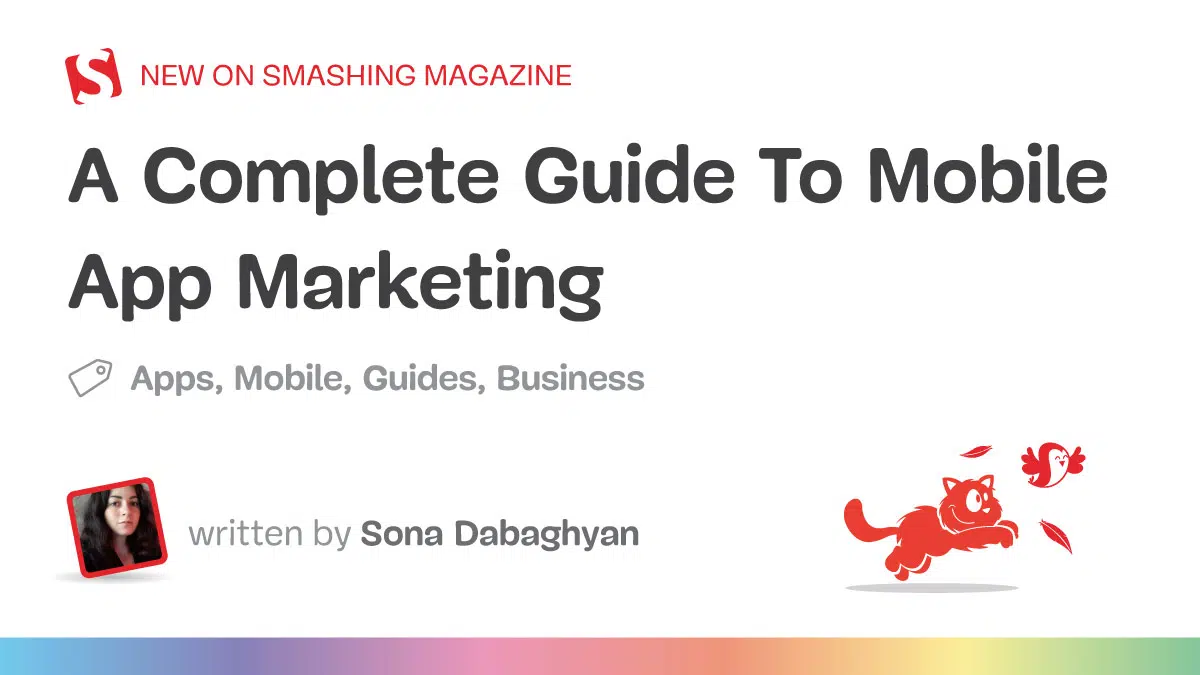 NEW ON SMASHING MAGAZINE
A Complete Guide To Mobile
App Marketing
Apps, Mobile, Guides, Business
written by Sona Dabaghyan